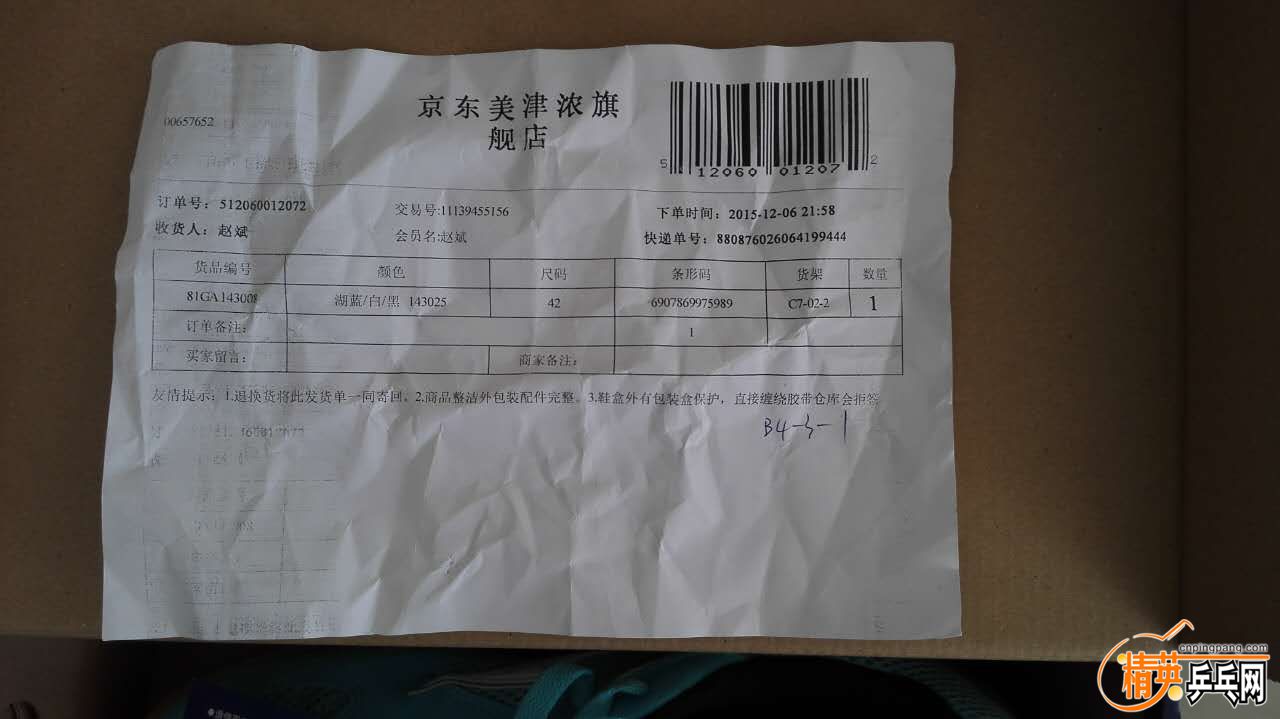 京东美津浓旗
舰店
00657652
5 12060 01207 2
订单号：512060012072 交易号:11139455156 下单时间：2015-12-06 21:58
收货人：赵斌 会员名:赵斌 快递单号：880876026064199444
货品编号 颜色 尺码 条形码 货架 数量
81GA143008 湖蓝/白/黑 143025 42 6907869975989 C7-02-2 1
订单备注： 1
买家留言： 商家备注：
友情提示：1.退换货将此发货单一同寄回。2.商品整洁外包装配件完整。3.鞋盒外有包装盒保护，直接缠绕胶带仓库会拒签
B4-3-1
cnpingpang.com
精英乒乓网